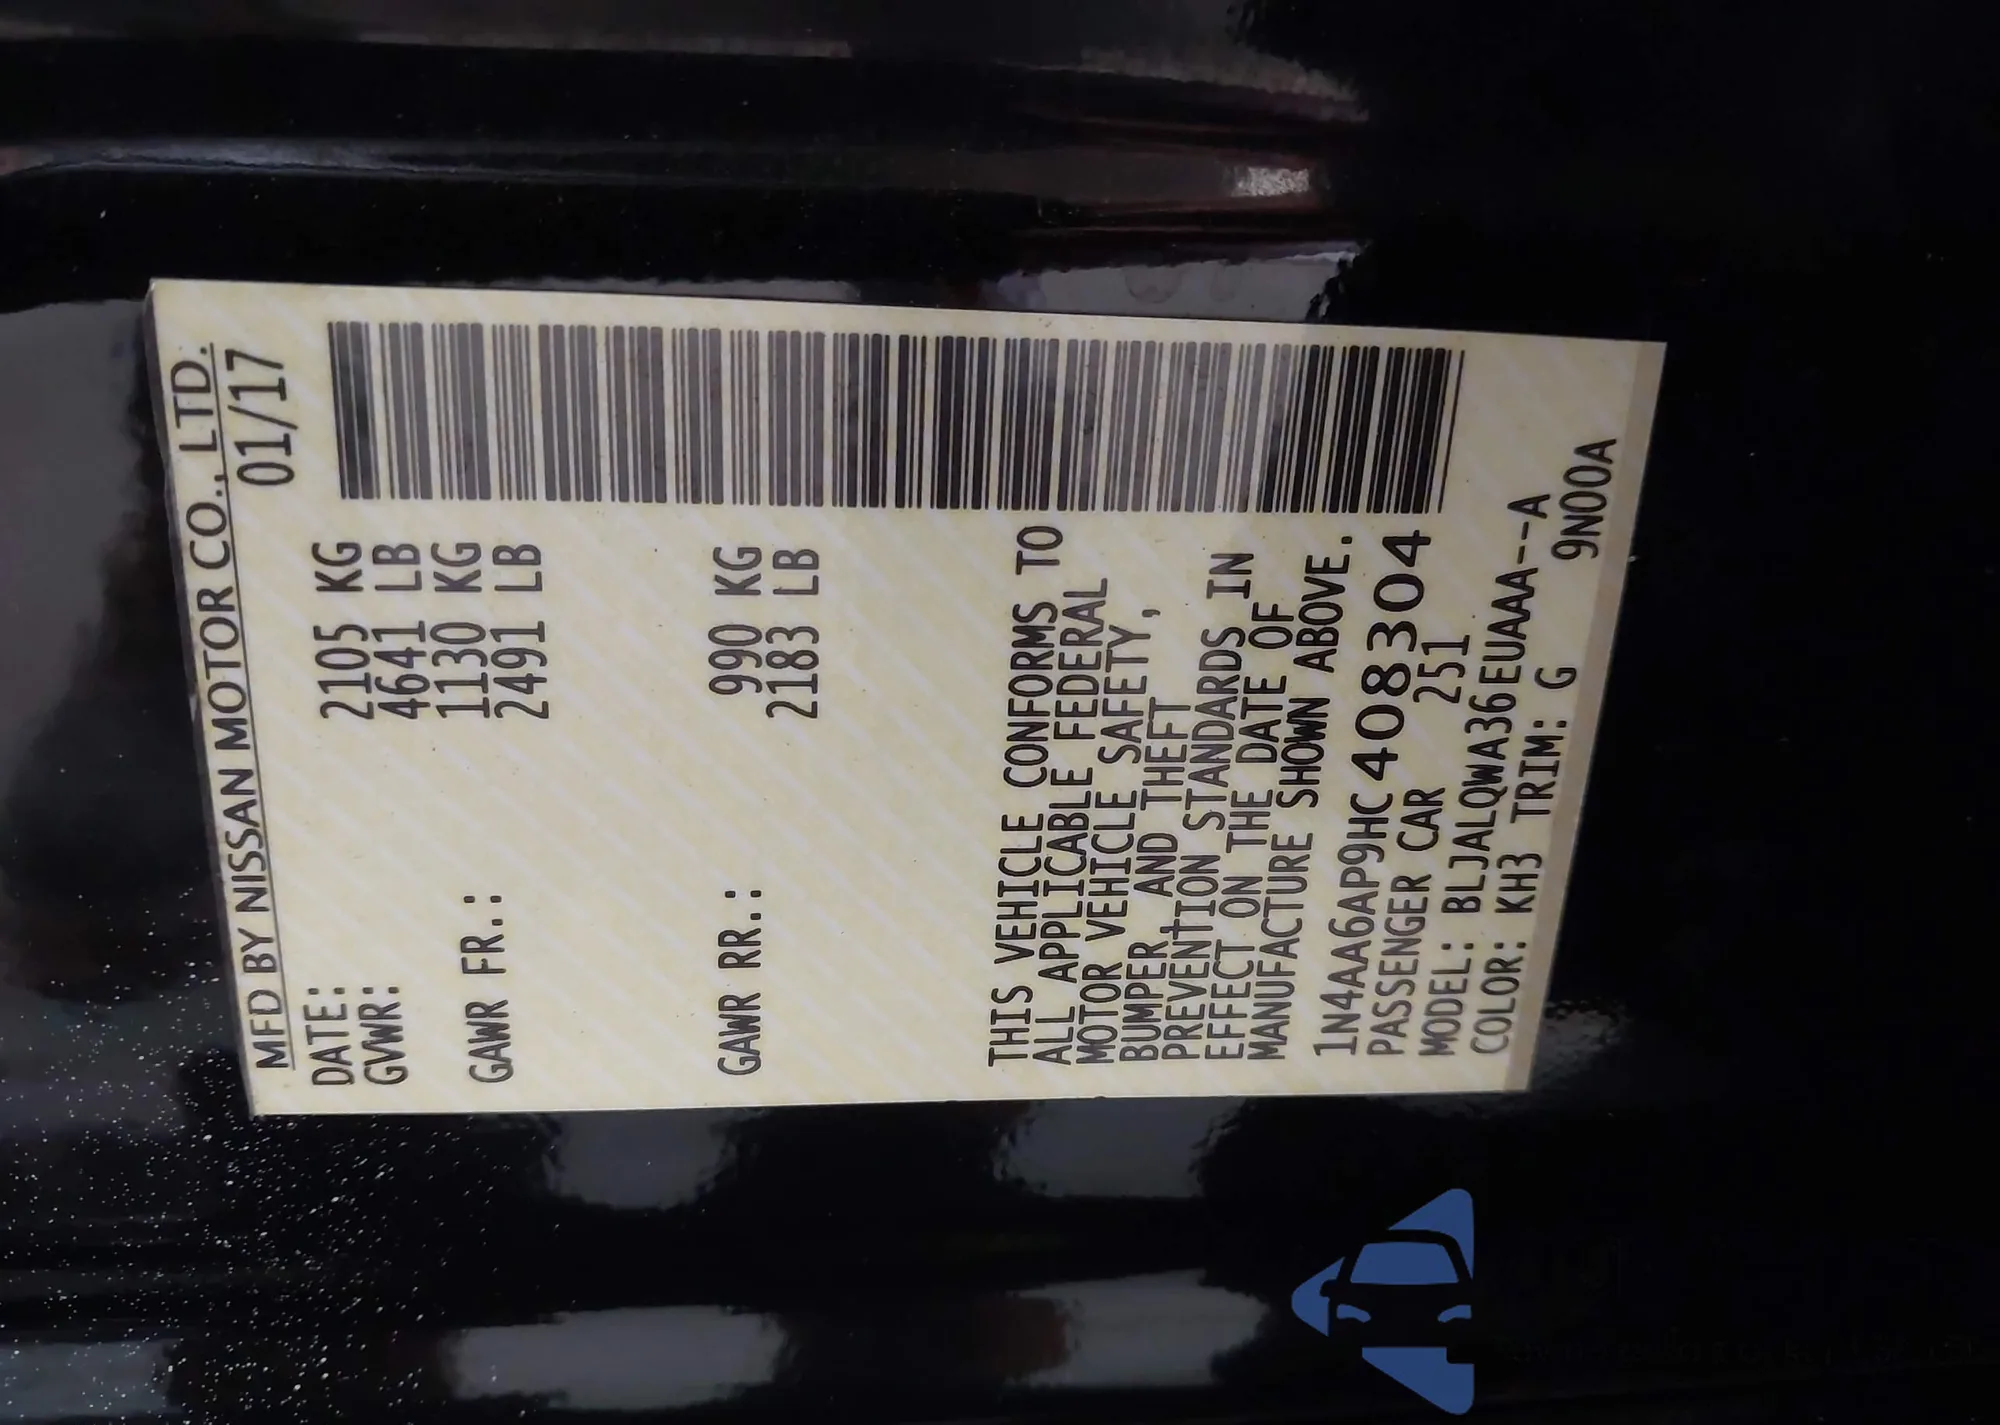 MFD BY NISSAN MOTOR CO., LTD.
DATE: 01/17
GVWR: 2105 KG
4641 LB
GAWR FR.: 1130 KG
2491 LB
GAWR RR.: 990 KG
2183 LB
THIS VEHICLE CONFORMS TO
ALL APPLICABLE FEDERAL
MOTOR VEHICLE SAFETY,
BUMPER AND THEFT
PREVENTION STANDARDS IN
EFFECT ON THE DATE OF
MANUFACTURE SHOWN ABOVE.
1N4AA6AP9HC408304
PASSENGER CAR 251
MODEL: BLJALQWA36EUAAA--A
COLOR: KH3 TRIM: G 9N00A